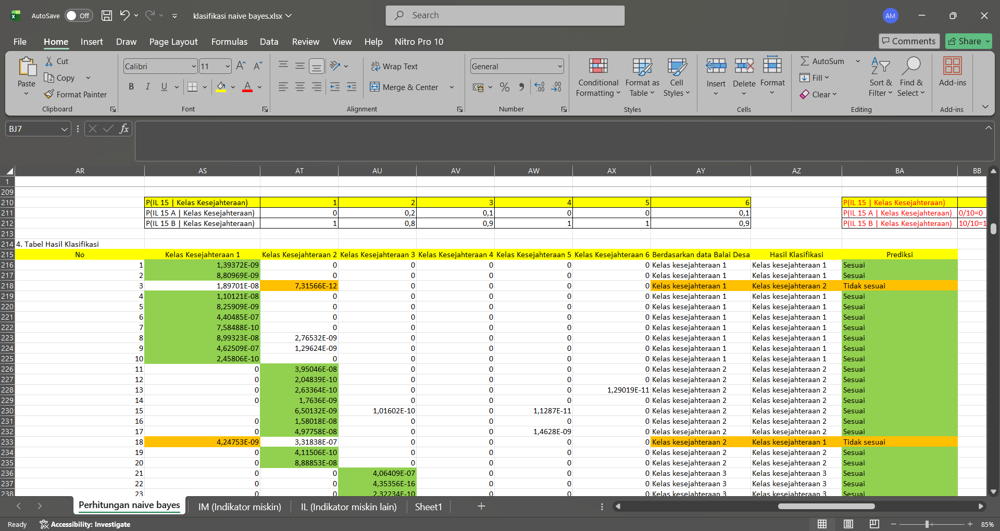 AutoSave Off klasifikasi naive bayes.xlsx Search AM
File Home Insert Draw Page Layout Formulas Data Review View Help Nitro Pro 10 Comments Share
Paste Cut Copy Format Painter Clipboard
Calibri 11 B I U Font
Wrap Text Merge & Center Alignment
General Number
Conditional Formatting Format as Table Cell Styles Styles
Insert Delete Format Cells
AutoSum Fill Clear Sort & Filter Find & Select Editing
Add-ins Add-ins
BJ7 fx
AR AS AT AU AV AW AX AY AZ BA BB
1
209
210 P(IL 15 | Kelas Kesejahteraan) 1 2 3 4 5 6 P(IL 15 | Kelas Kesejahteraan)
211 P(IL 15 A | Kelas Kesejahteraan) 0 0,2 0,1 0 0 0,1 P(IL 15 A | Kelas Kesejahteraan) 0/10=0
212 P(IL 15 B | Kelas Kesejahteraan) 1 0,8 0,9 1 1 0,9 P(IL 15 B | Kelas Kesejahteraan) 10/10=1
213
214 4. Tabel Hasil Klasifikasi
215 No Kelas Kesejahteraan 1 Kelas Kesejahteraan 2 Kelas Kesejahteraan 3 Kelas Kesejahteraan 4 Kelas Kesejahteraan 5 Kelas Kesejahteraan 6 Berdasarkan data Balai Desa Hasil Klasifikasi Prediksi
216 1 1,39372E-09 0 0 0 0 0 Kelas kesejahteraan 1 Kelas kesejahteraan 1 Sesuai
217 2 8,80969E-09 0 0 0 0 0 Kelas kesejahteraan 1 Kelas kesejahteraan 1 Sesuai
218 3 1,89701E-08 7,31566E-12 0 0 0 0 Kelas kesejahteraan 1 Kelas kesejahteraan 2 Tidak sesuai
219 4 1,10121E-08 0 0 0 0 0 Kelas kesejahteraan 1 Kelas kesejahteraan 1 Sesuai
220 5 8,25909E-09 0 0 0 0 0 Kelas kesejahteraan 1 Kelas kesejahteraan 1 Sesuai
221 6 4,40485E-07 0 0 0 0 0 Kelas kesejahteraan 1 Kelas kesejahteraan 1 Sesuai
222 7 7,58488E-10 0 0 0 0 0 Kelas kesejahteraan 1 Kelas kesejahteraan 1 Sesuai
223 8 8,99323E-08 2,76532E-09 0 0 0 0 Kelas kesejahteraan 1 Kelas kesejahteraan 1 Sesuai
224 9 4,62509E-07 1,29624E-09 0 0 0 0 Kelas kesejahteraan 1 Kelas kesejahteraan 1 Sesuai
225 10 2,45806E-10 0 0 0 0 0 Kelas kesejahteraan 1 Kelas kesejahteraan 1 Sesuai
226 11 0 3,95046E-08 0 0 0 0 Kelas kesejahteraan 2 Kelas kesejahteraan 2 Sesuai
227 12 0 2,04839E-10 0 0 0 0 Kelas kesejahteraan 2 Kelas kesejahteraan 2 Sesuai
228 13 0 2,63364E-10 0 0 0 1,29019E-11 Kelas kesejahteraan 2 Kelas kesejahteraan 2 Sesuai
229 14 0 1,7636E-09 0 0 0 0 Kelas kesejahteraan 2 Kelas kesejahteraan 2 Sesuai
230 15 6,50132E-09 1,01602E-10 0 1,1287E-11 0 Kelas kesejahteraan 2 Kelas kesejahteraan 2 Sesuai
231 16 0 1,58018E-08 0 0 0 0 Kelas kesejahteraan 2 Kelas kesejahteraan 2 Sesuai
232 17 0 4,97758E-08 0 0 1,4628E-09 0 Kelas kesejahteraan 2 Kelas kesejahteraan 2 Sesuai
233 18 4,24753E-09 3,31838E-07 0 0 0 0 Kelas kesejahteraan 2 Kelas kesejahteraan 1 Tidak sesuai
234 19 0 4,11506E-10 0 0 0 0 Kelas kesejahteraan 2 Kelas kesejahteraan 2 Sesuai
235 20 0 8,88853E-08 0 0 0 0 Kelas kesejahteraan 2 Kelas kesejahteraan 2 Sesuai
236 21 0 0 4,06409E-07 0 0 0 Kelas kesejahteraan 3 Kelas kesejahteraan 3 Sesuai
237 22 0 0 4,35356E-16 0 0 0 Kelas kesejahteraan 3 Kelas kesejahteraan 3 Sesuai
238 23 0 0 2,32234E-10 0 0 0 Kelas kesejahteraan 3 Kelas kesejahteraan 3 Sesuai
Perhitungan naive bayes IM (Indikator miskin) IL (Indikator miskin lain) Sheet1
Ready Accessibility: Investigate 85%